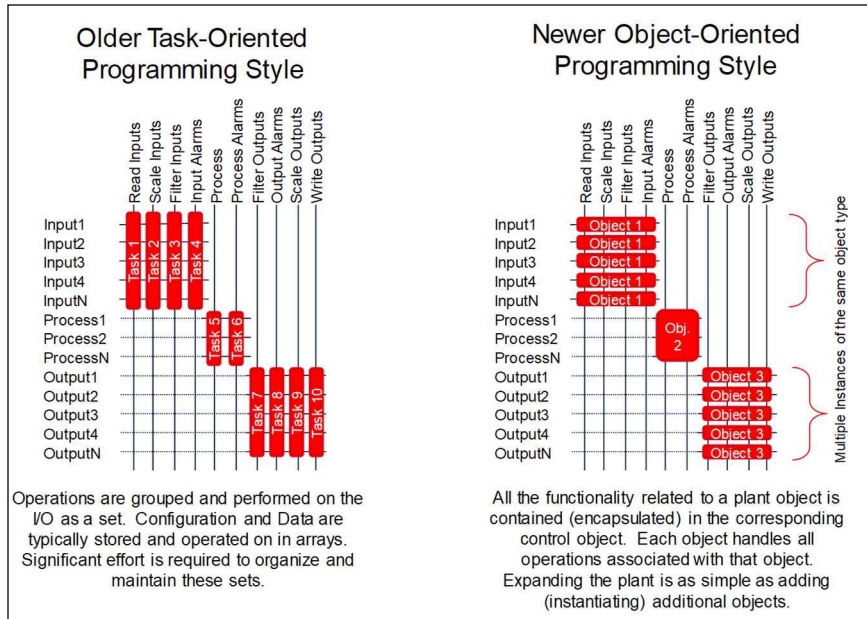 Older Task-Oriented
Programming Style
Read Inputs
Scale Inputs
Filter Inputs
Input Alarms
Process
Process Alarms
Filter Outputs
Output Alarms
Scale Outputs
Write Outputs
Input1
Input2
Input3
Input4
InputN
Process1
Process2
ProcessN
Output1
Output2
Output3
Output4
OutputN
Task 1
Task 2
Task 3
Task 4
Task 5
Task 6
Task 7
Task 8
Task 9
Task 10
Operations are grouped and performed on the
I/O as a set. Configuration and Data are
typically stored and operated on in arrays.
Significant effort is required to organize and
maintain these sets.
Newer Object-Oriented
Programming Style
Read Inputs
Scale Inputs
Filter Inputs
Input Alarms
Process
Process Alarms
Filter Outputs
Output Alarms
Scale Outputs
Write Outputs
Input1
Input2
Input3
Input4
InputN
Process1
Process2
ProcessN
Output1
Output2
Output3
Output4
OutputN
Object 1
Object 1
Object 1
Object 1
Object 1
Obj.
2
Object 3
Object 3
Object 3
Object 3
Object 3
Multiple instances of the same object type
All the functionality related to a plant object is
contained (encapsulated) in the corresponding
control object. Each object handles all
operations associated with that object.
Expanding the plant is as simple as adding
(instantiating) additional objects.